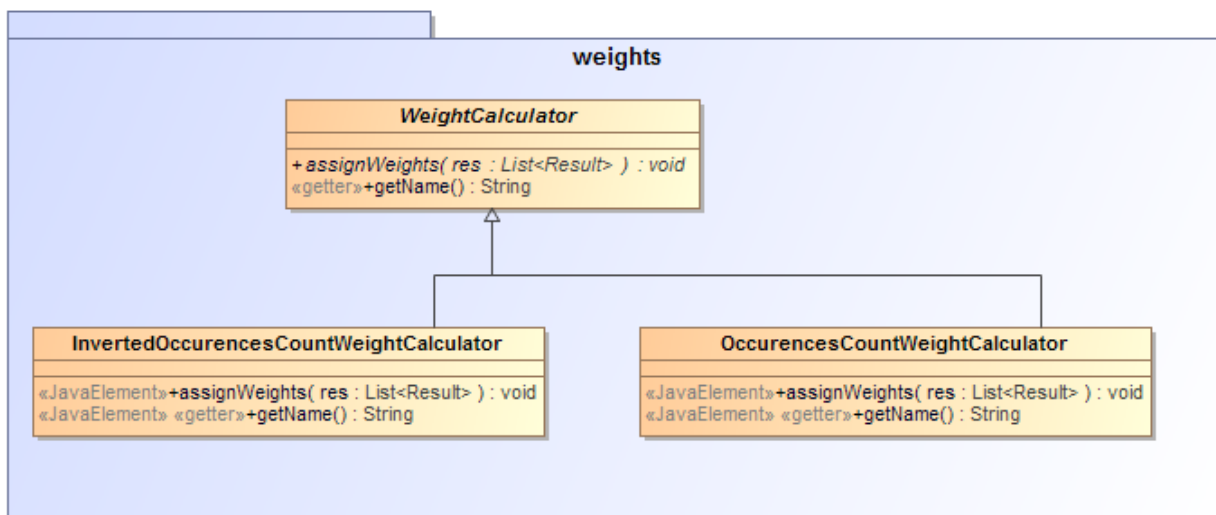 weights
WeightCalculator
+assignWeights( res : List<Result> ) : void
«getter»+getName() : String
InvertedOccurencesCountWeightCalculator
«JavaElement»+assignWeights( res : List<Result> ) : void
«JavaElement» «getter»+getName() : String
OccurencesCountWeightCalculator
«JavaElement»+assignWeights( res : List<Result> ) : void
«JavaElement» «getter»+getName() : String